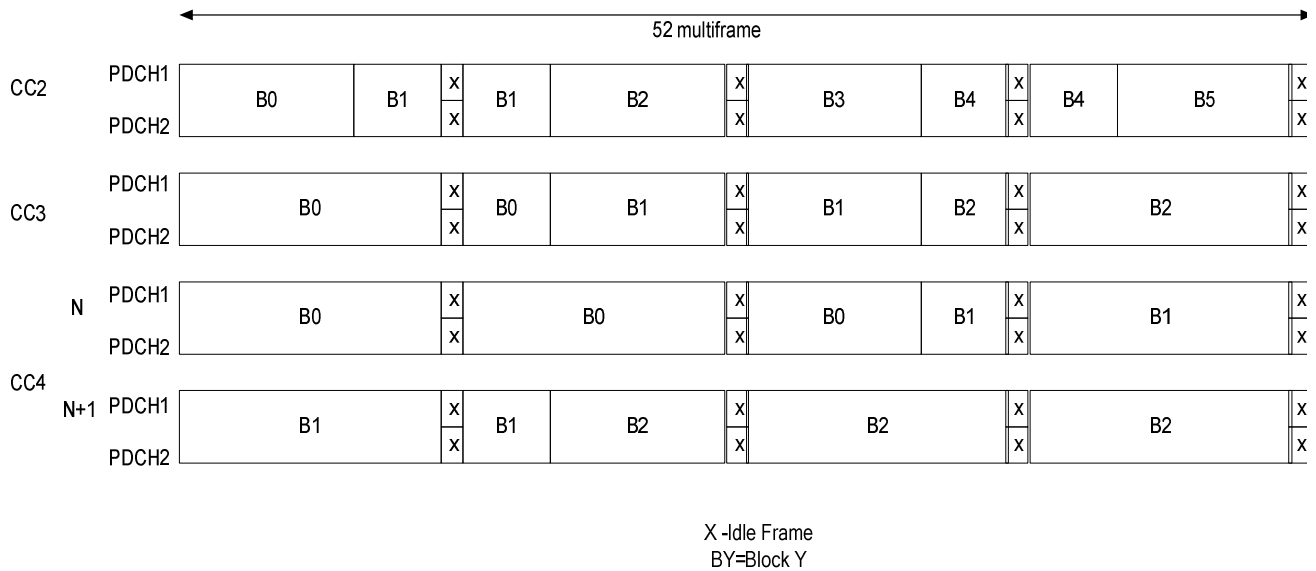 52 multiframe
CC2
PDCH1
PDCH2
B0 B1 X X B1 B2 X X B3 B4 X X B4 B5 X X
CC3
PDCH1
PDCH2
B0 X X B0 B1 X X B1 B2 X X B2 X X
CC4
N
PDCH1
PDCH2
B0 X X B0 X X B0 B1 X X B1 X X
N+1
PDCH1
PDCH2
B1 X X B1 B2 X X B2 X X B2 X X
X -Idle Frame
BY=Block Y